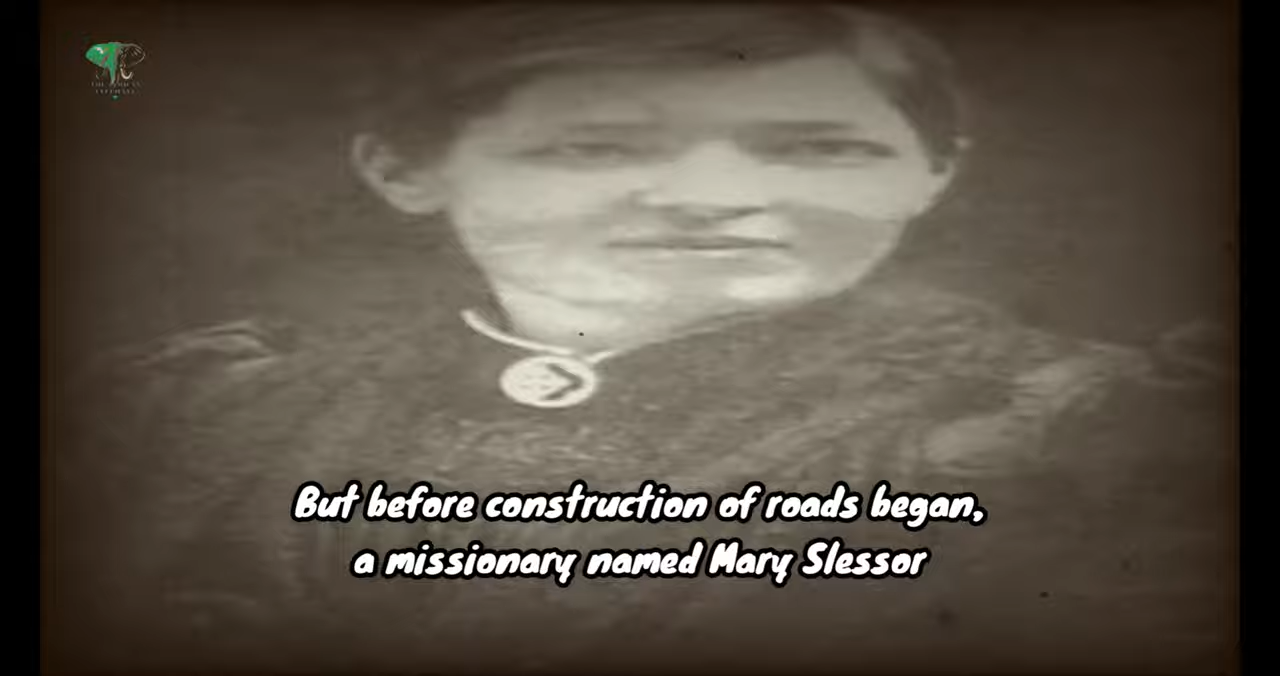 But before construction of roads began,
a missionary named Mary Slessor